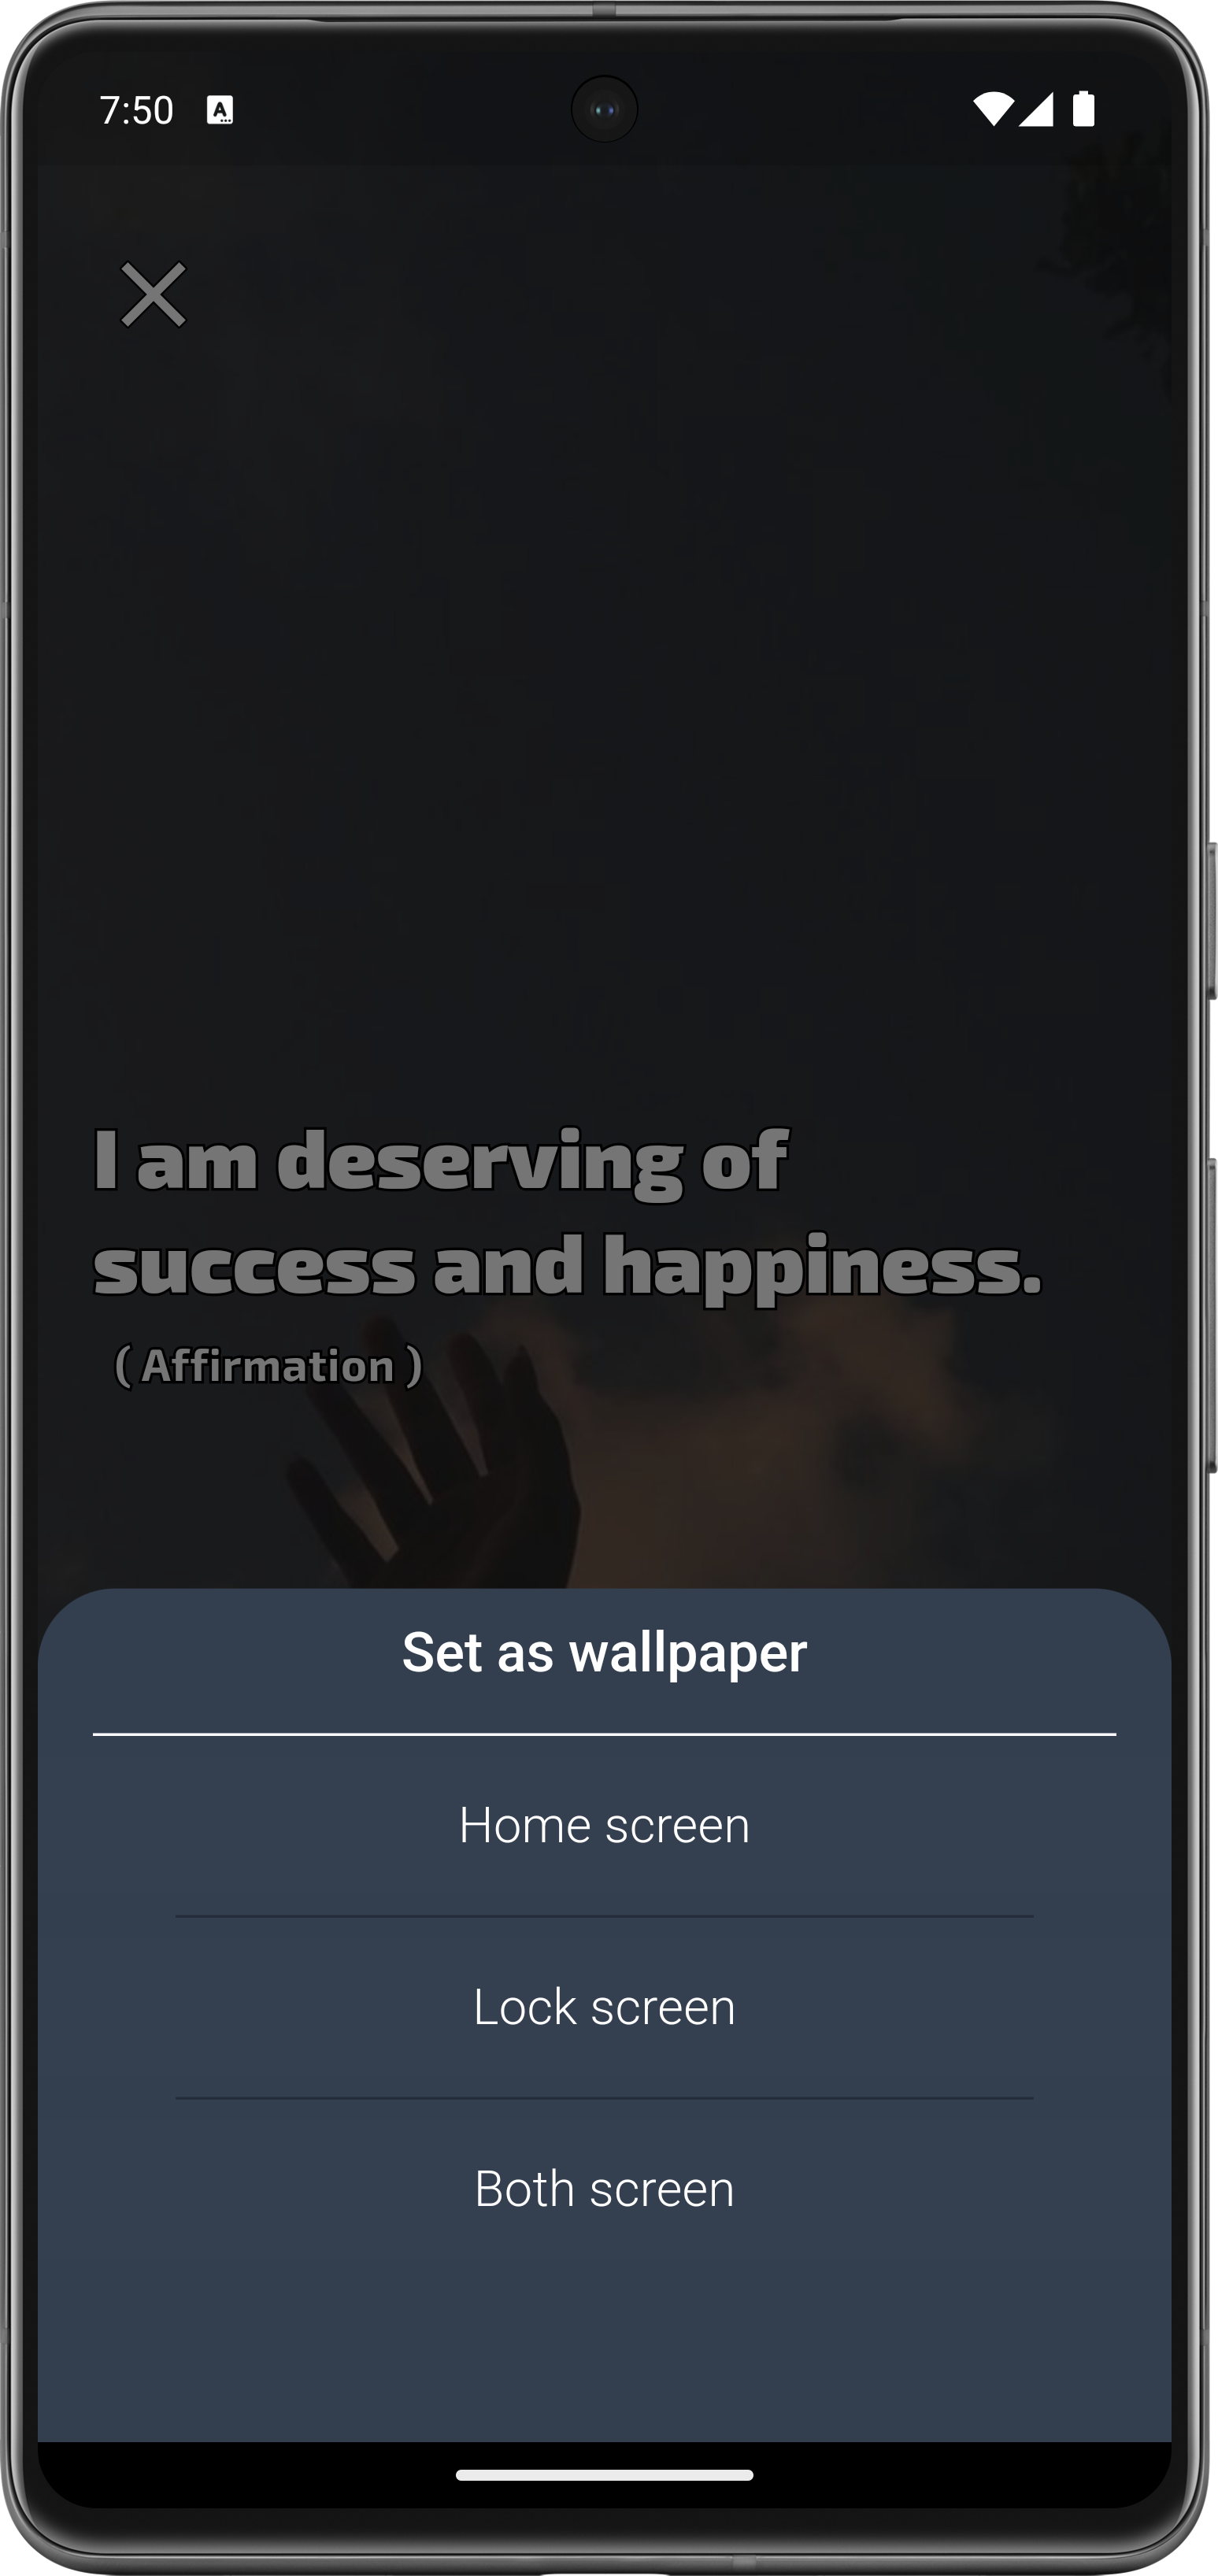 7:50
I am deserving of
success and happiness.
( Affirmation )
Set as wallpaper
Home screen
Lock screen
Both screen